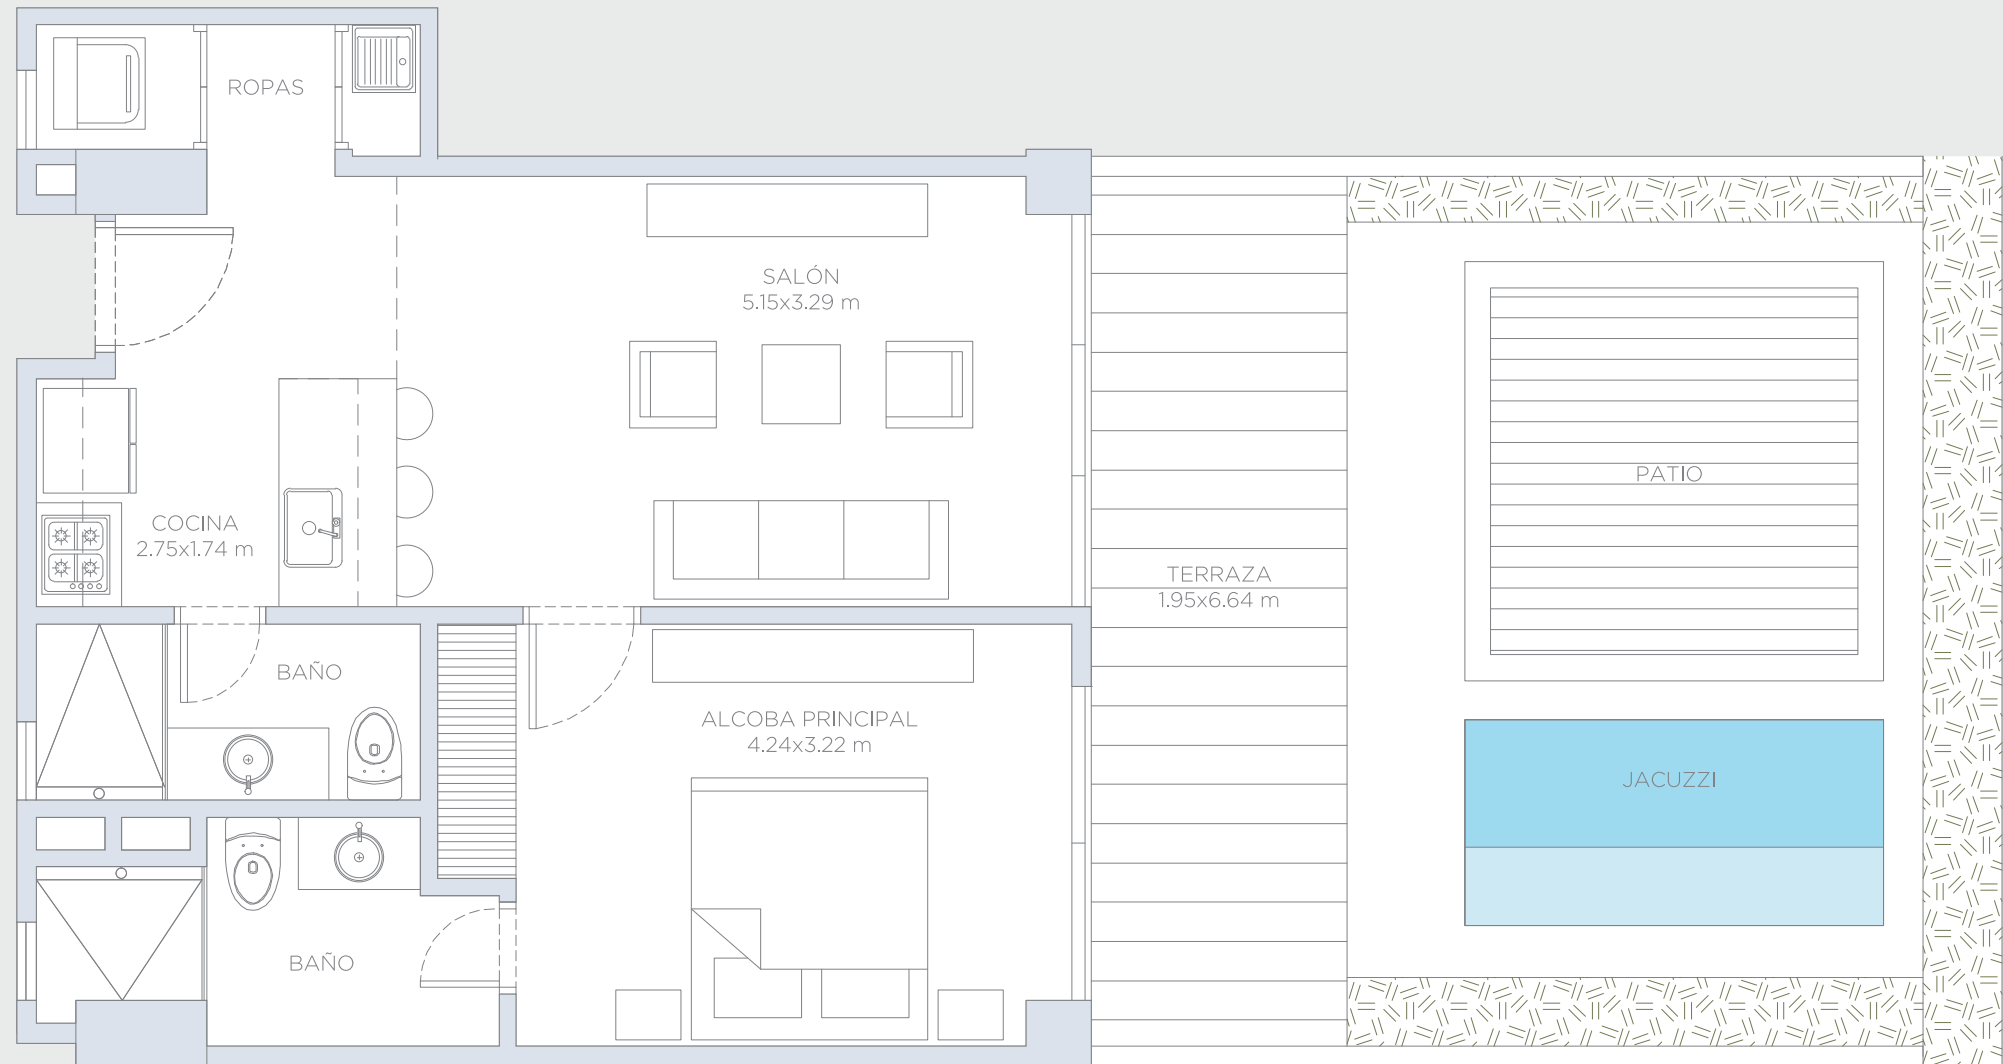 ROPAS
SALÓN
5.15x3.29 m
PATIO
COCINA
2.75x1.74 m
TERRAZA
1.95x6.64 m
BAÑO
ALCOBA PRINCIPAL
4.24x3.22 m
JACUZZI
BAÑO